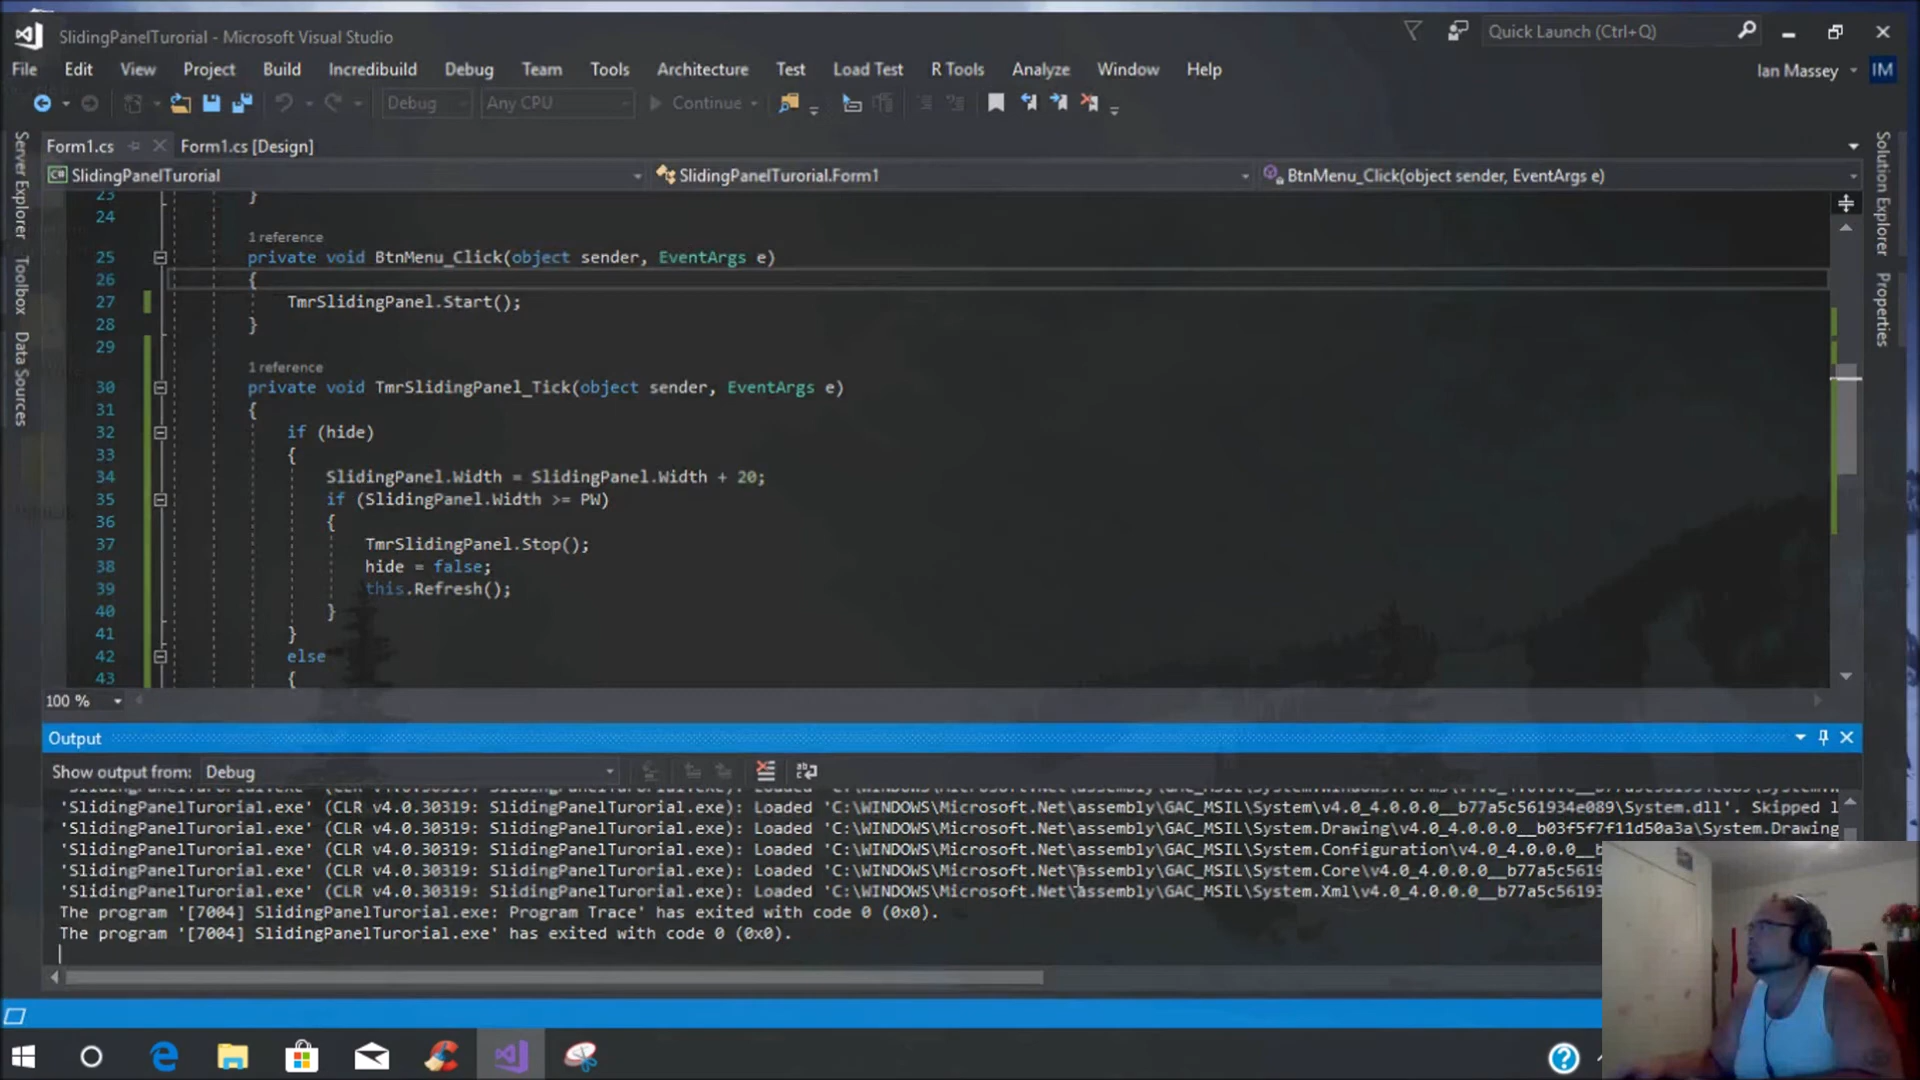 SlidingPanelTurorial - Microsoft Visual Studio
Quick Launch (Ctrl+Q)
File Edit View Project Build Incredibuild Debug Team Tools Architecture Test Load Test R Tools Analyze Window Help
Ian Massey IM
Debug Any CPU Continue
Form1.cs Form1.cs [Design]
C# SlidingPanelTurorial SlidingPanelTurorial.Form1 BtnMenu_Click(object sender, EventArgs e)
Server Explorer
Toolbox
Data Sources
Solution Explorer
Properties
23 }
24
1 reference
25 private void BtnMenu_Click(object sender, EventArgs e)
26 {
27 TmrSlidingPanel.Start();
28 }
29
1 reference
30 private void TmrSlidingPanel_Tick(object sender, EventArgs e)
31 {
32 if (hide)
33 {
34 SlidingPanel.Width = SlidingPanel.Width + 20;
35 if (SlidingPanel.Width >= PW)
36 {
37 TmrSlidingPanel.Stop();
38 hide = false;
39 this.Refresh();
40 }
41 }
42 else
43 {
100 %
Output
Show output from: Debug
'SlidingPanelTurorial.exe' (CLR v4.0.30319: SlidingPanelTurorial.exe): Loaded 'C:\WINDOWS\Microsoft.Net\assembly\GAC_MSIL\System\v4.0_4.0.0.0__b77a5c561934e089\System.dll'. Skipped l
'SlidingPanelTurorial.exe' (CLR v4.0.30319: SlidingPanelTurorial.exe): Loaded 'C:\WINDOWS\Microsoft.Net\assembly\GAC_MSIL\System.Drawing\v4.0_4.0.0.0__b03f5f7f11d50a3a\System.Drawing
'SlidingPanelTurorial.exe' (CLR v4.0.30319: SlidingPanelTurorial.exe): Loaded 'C:\WINDOWS\Microsoft.Net\assembly\GAC_MSIL\System.Configuration\v4.0_4.0.0.0__b
'SlidingPanelTurorial.exe' (CLR v4.0.30319: SlidingPanelTurorial.exe): Loaded 'C:\WINDOWS\Microsoft.Net\assembly\GAC_MSIL\System.Core\v4.0_4.0.0.0__b77a5c5619
'SlidingPanelTurorial.exe' (CLR v4.0.30319: SlidingPanelTurorial.exe): Loaded 'C:\WINDOWS\Microsoft.Net\assembly\GAC_MSIL\System.Xml\v4.0_4.0.0.0__b77a5c56193
The program '[7004] SlidingPanelTurorial.exe: Program Trace' has exited with code 0 (0x0).
The program '[7004] SlidingPanelTurorial.exe' has exited with code 0 (0x0).